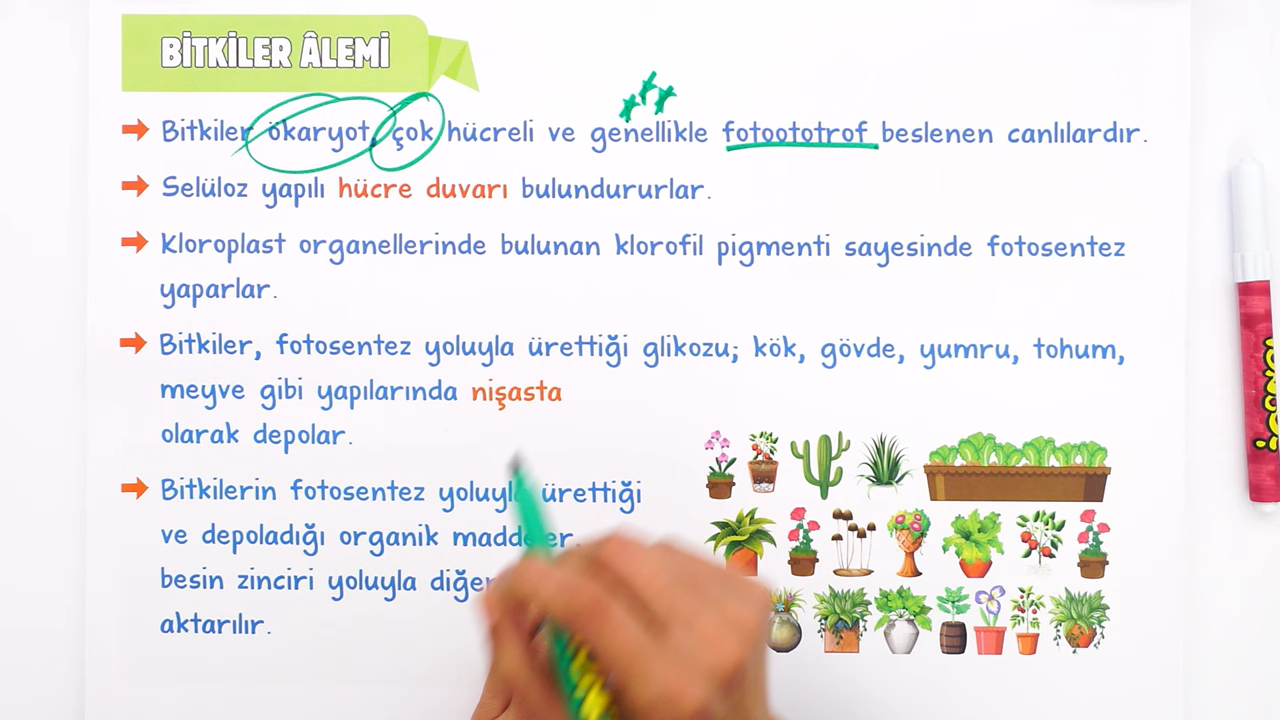 BİTKİLER ÂLEMİ
Bitkiler ökaryot, çok hücreli ve genellikle fotoototrof beslenen canlılardır.
Selüloz yapılı hücre duvarı bulundururlar.
Kloroplast organellerinde bulunan klorofil pigmenti sayesinde fotosentez
yaparlar.
Bitkiler, fotosentez yoluyla ürettiği glikozu; kök, gövde, yumru, tohum,
meyve gibi yapılarında nişasta
olarak depolar.
Bitkilerin fotosentez yoluyla ürettiği
ve depoladığı organik maddeler,
besin zinciri yoluyla
aktarılır.